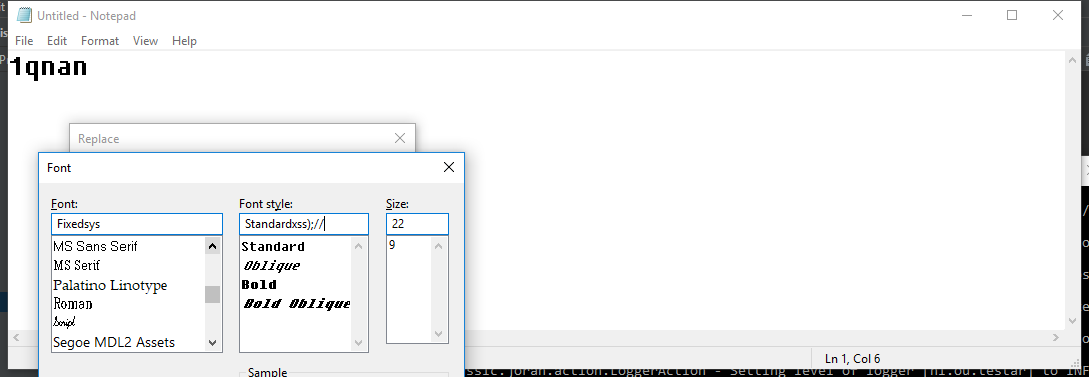 Untitled - Notepad
File Edit Format View Help
1qnan
Replace
Font
Font: Font style: Size:
Fixedsys Standardxss);// 22
MS Sans Serif Standard 9
MS Serif Oblique
Palatino Linotype Bold
Roman Bold Oblique
Script
Segoe MDL2 Assets
Ln 1, Col 6
Sample
ssic.joran.action.LoggerAction - Setting level of logger [nl.ou.testar] to INF